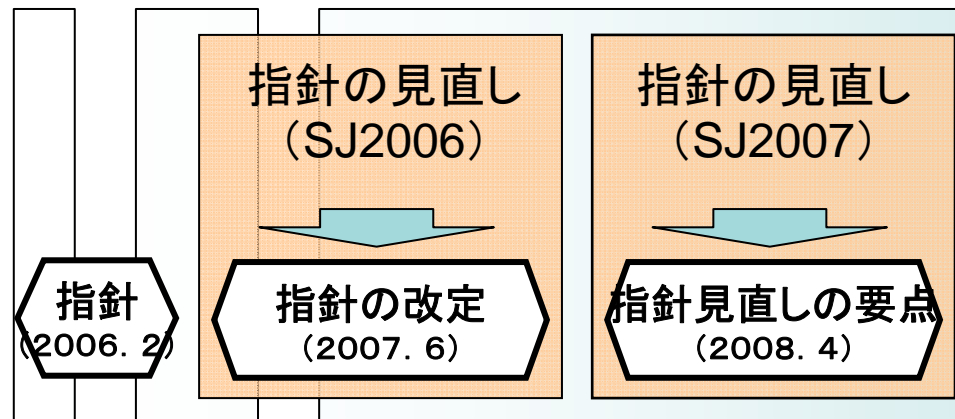 指針の見直し
（SJ2006）
指針の見直し
（SJ2007）
指針
（2006．2）
指針の改定
（2007．6）
指針見直しの要点
（2008．4）